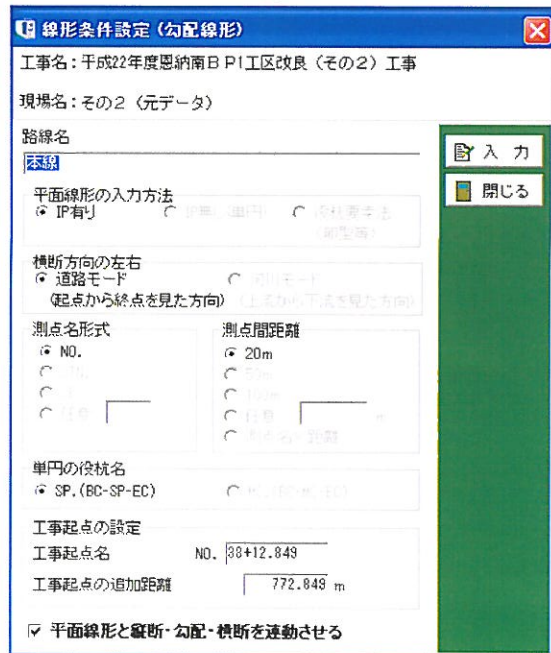 線形条件設定 (勾配線形)
工事名：平成22年度恩納南BP1工区改良（その2）工事
現場名：その2（元データ）
路線名
本線
入力
閉じる
平面線形の入力方法
IP有り
横断方向の左右
道路モード
(起点から終点を見た方向)
測点名形式
NO.
測点間距離
20m
単円の役杭名
SP.(BC-SP-EC)
工事起点の設定
工事起点名 NO. 38+12.849
工事起点の追加距離 772.849 m
平面線形と縦断・勾配・横断を連動させる